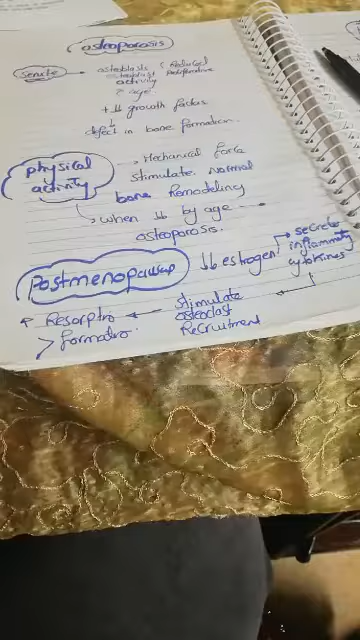 osteoporosis
senile → osteoblasts & Reduced
osteoblast Proliferative
activity
age
+ ↓↓ growth factors
↓
defect in bone formation.
physical → Mechanical force
activity stimulate normal
bone Remodeling
→ when ↓↓ by age
osteoporosis.
Postmenopausal ↓↓ estrogen → secrete
inflammatory
cytokines
stimulate
osteoclast
Recruitment
Resorption
> formation.